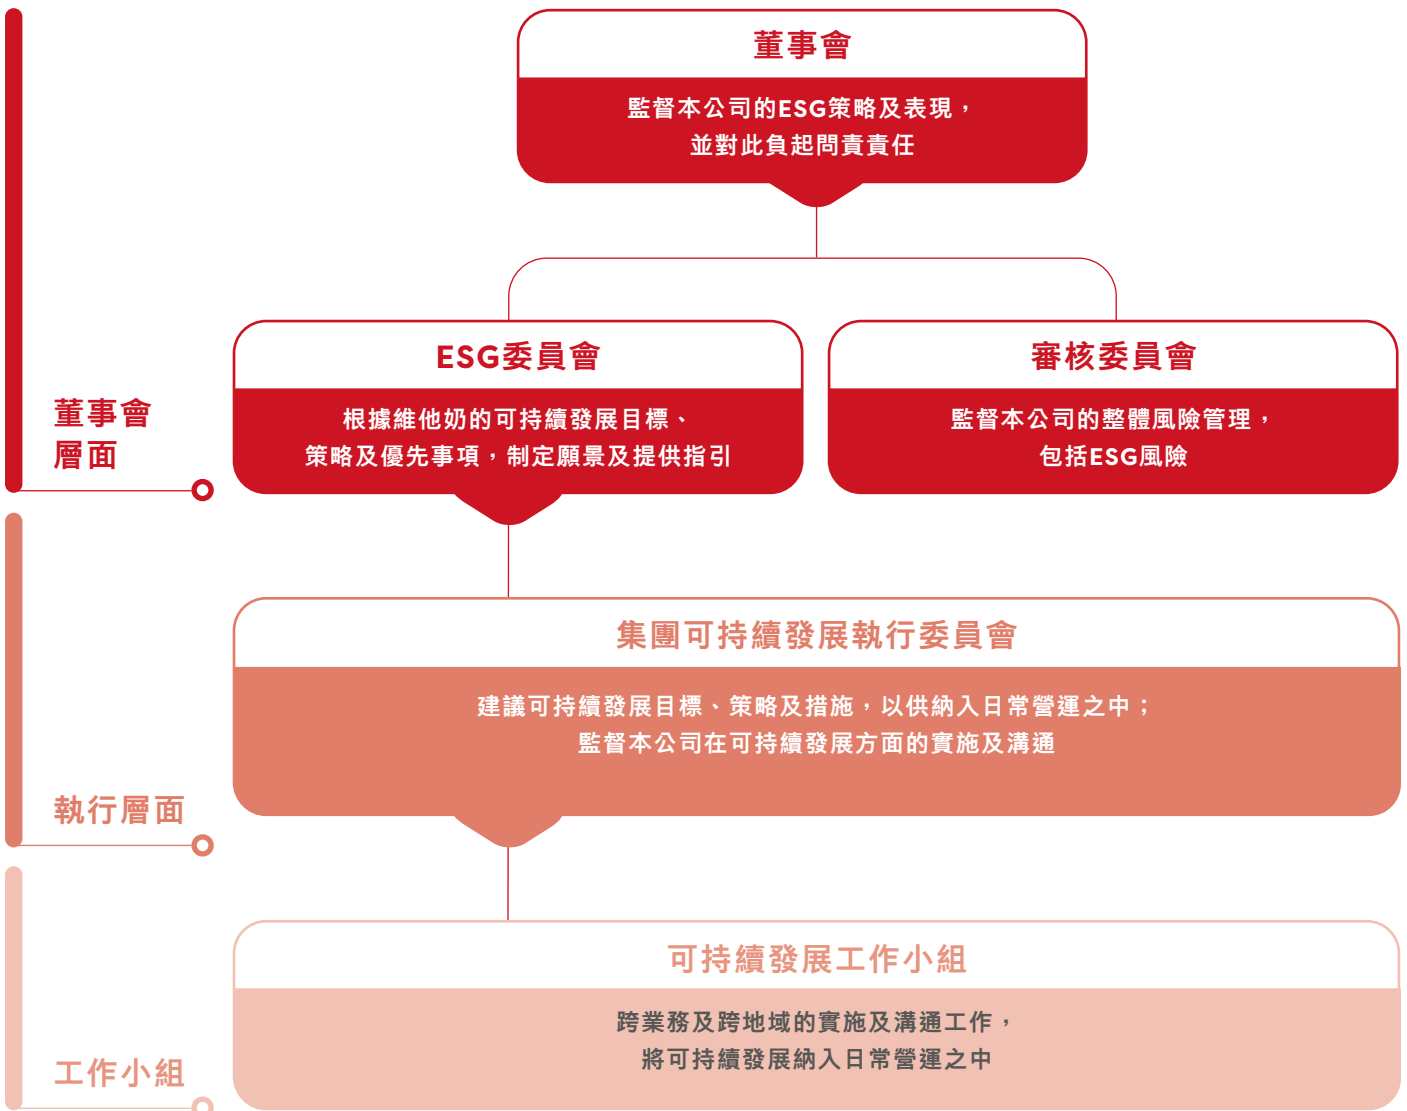 董事會
監督本公司的ESG策略及表現，
並對此負起問責責任
ESG委員會
根據維他奶的可持續發展目標、
策略及優先事項，制定願景及提供指引
審核委員會
監督本公司的整體風險管理，
包括ESG風險
董事會
層面
集團可持續發展執行委員會
建議可持續發展目標、策略及措施，以供納入日常營運之中；
監督本公司在可持續發展方面的實施及溝通
執行層面
可持續發展工作小組
跨業務及跨地域的實施及溝通工作，
將可持續發展納入日常營運之中
工作小組